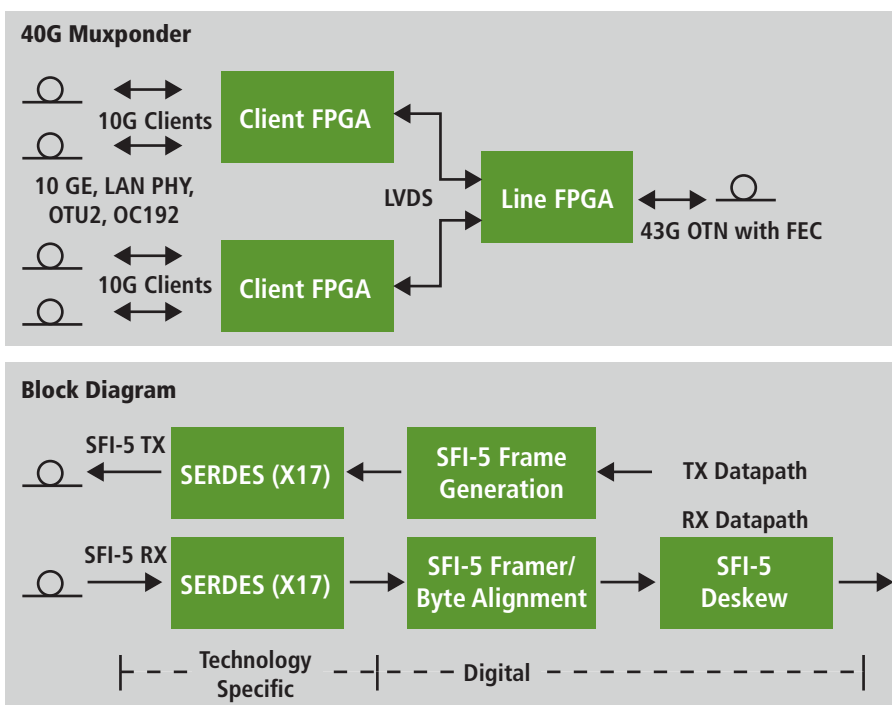 40G Muxponder
10G Clients
Client FPGA
10 GE, LAN PHY,
OTU2, OC192
LVDS
Line FPGA
43G OTN with FEC
10G Clients
Client FPGA
Block Diagram
SFI-5 TX
SERDES (X17)
SFI-5 Frame
Generation
TX Datapath
RX Datapath
SFI-5 RX
SERDES (X17)
SFI-5 Framer/
Byte Alignment
SFI-5
Deskew
Technology
Specific
Digital